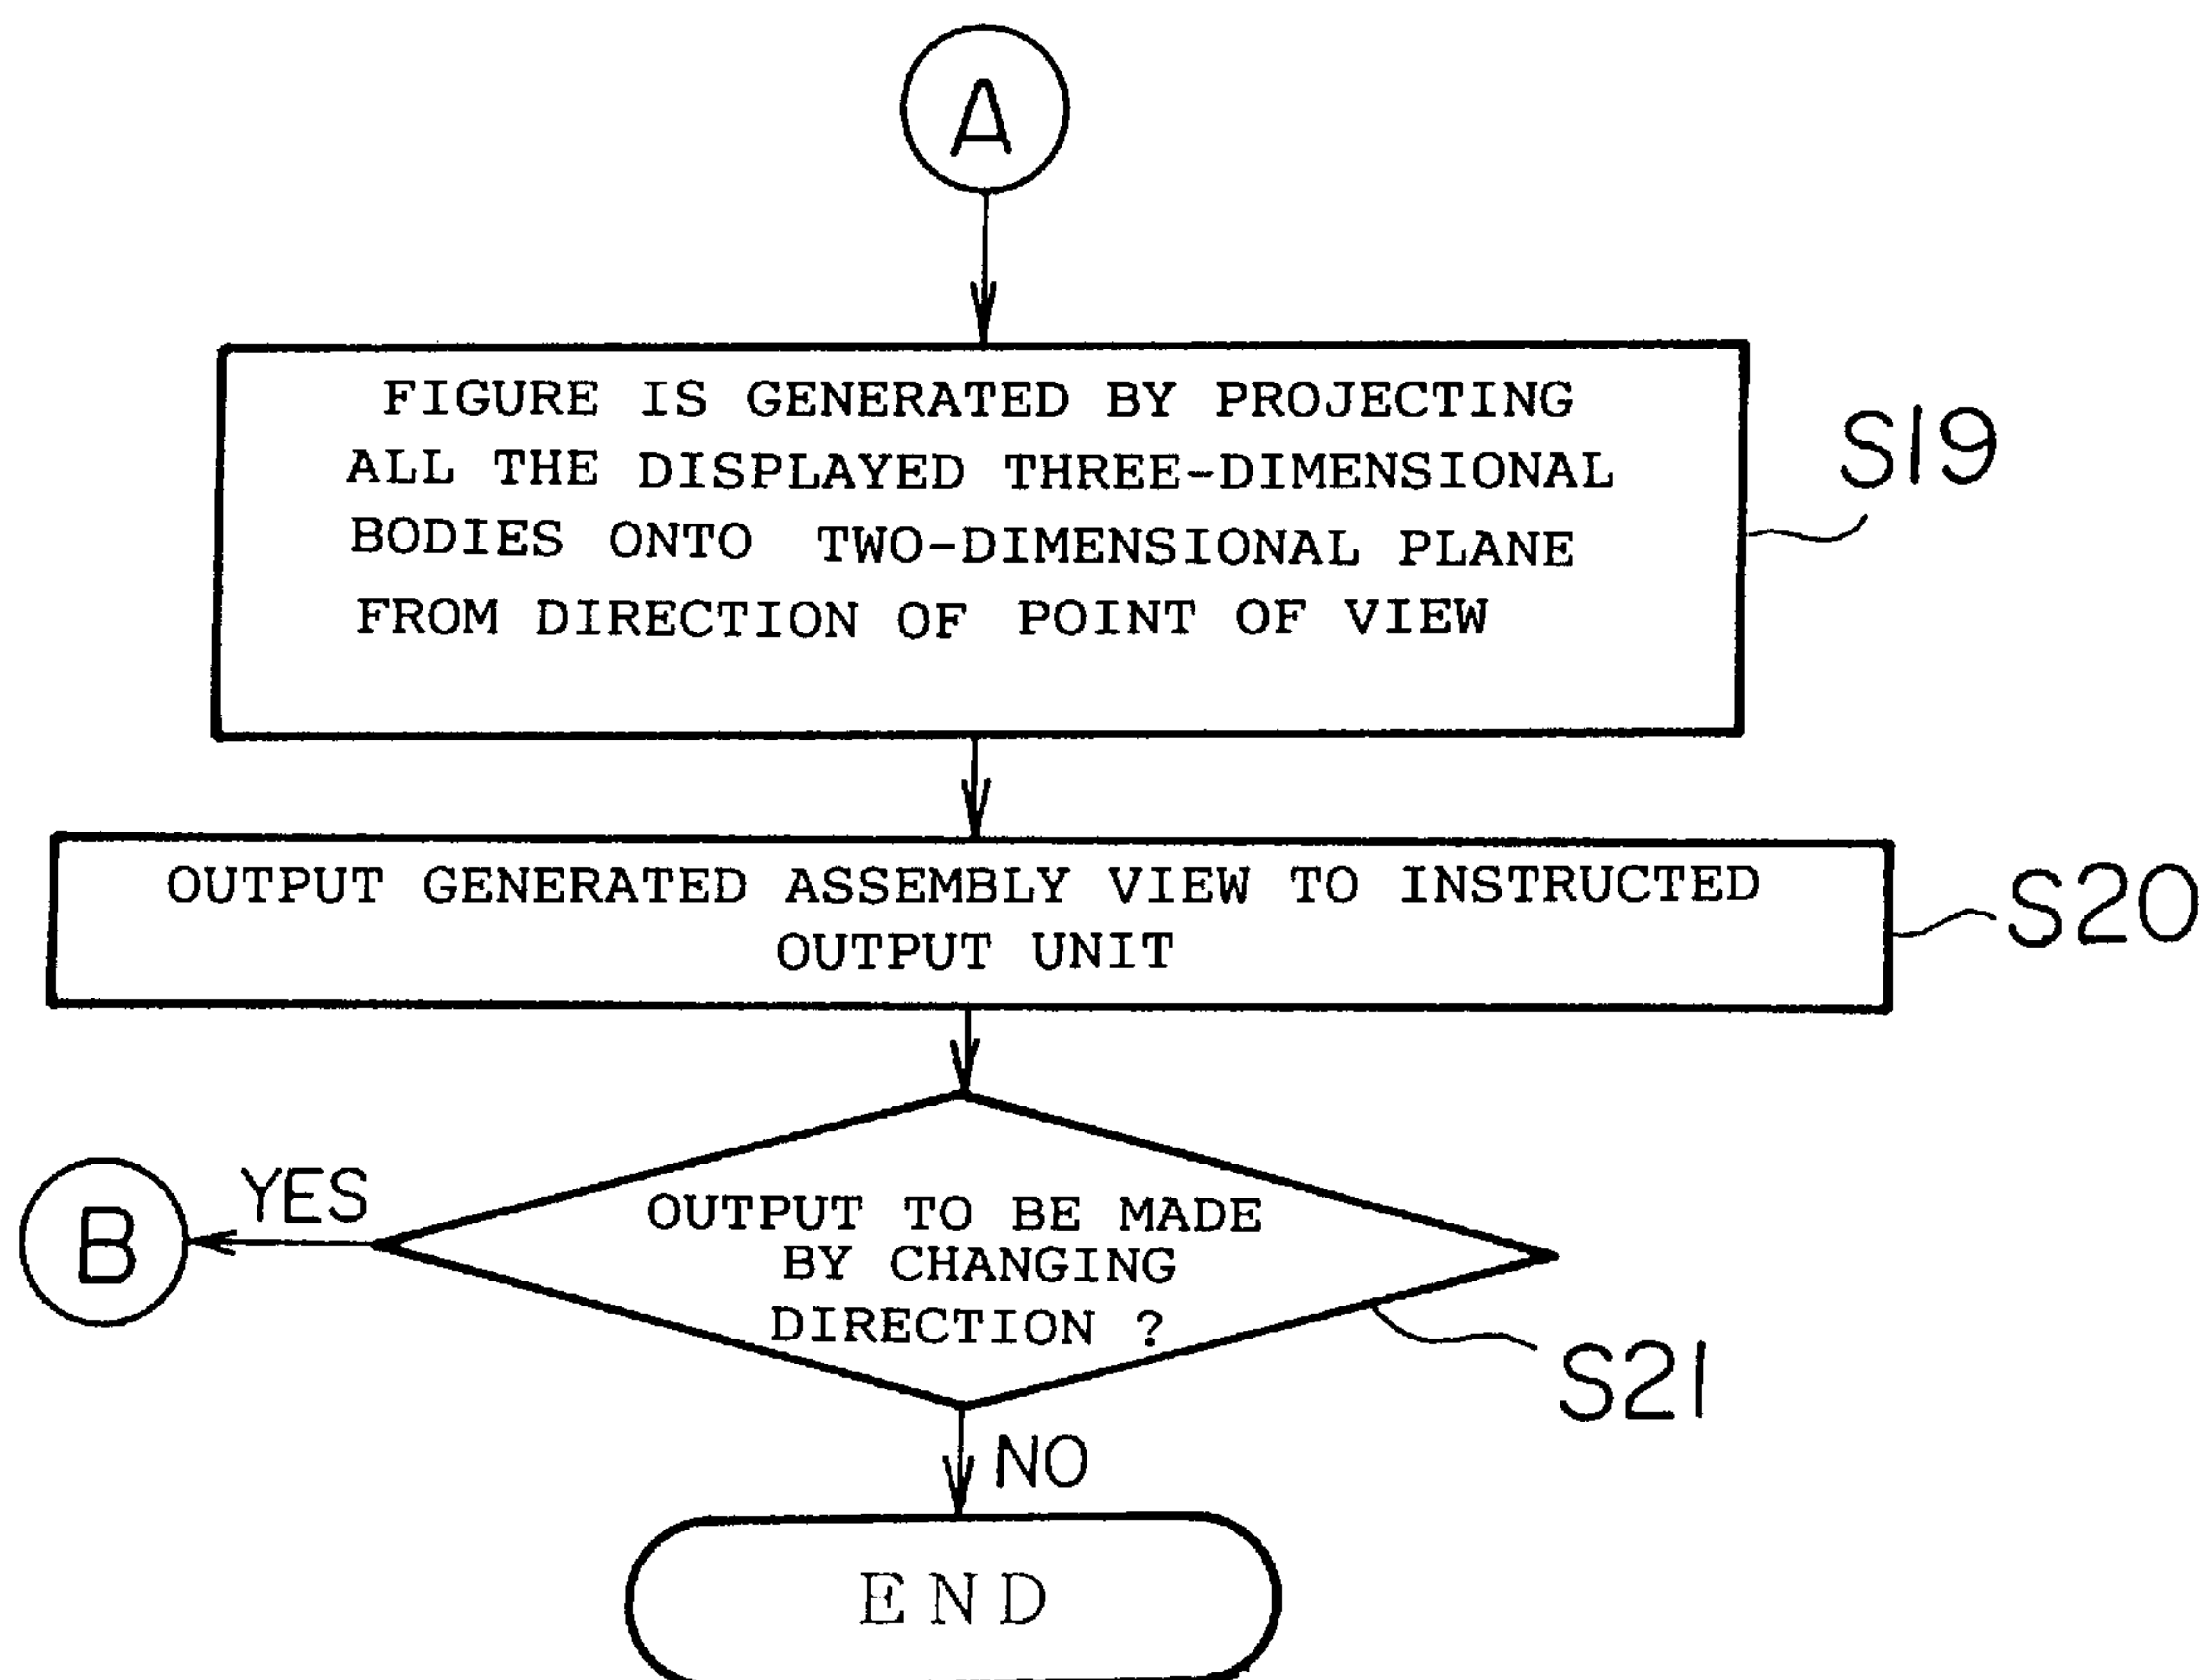 A
FIGURE IS GENERATED BY PROJECTING
ALL THE DISPLAYED THREE-DIMENSIONAL
BODIES ONTO TWO-DIMENSIONAL PLANE
FROM DIRECTION OF POINT OF VIEW
S19
OUTPUT GENERATED ASSEMBLY VIEW TO INSTRUCTED
OUTPUT UNIT
S20
B
YES
OUTPUT TO BE MADE
BY CHANGING
DIRECTION ?
S21
NO
END